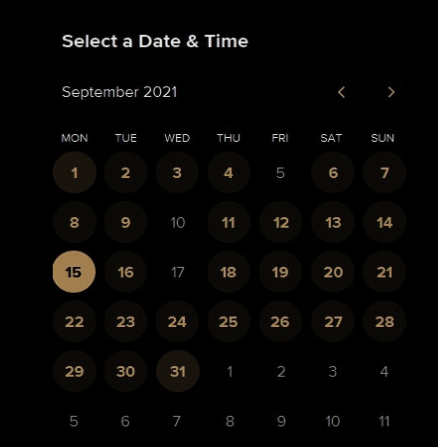 Select a Date & Time
September 2021
MON TUE WED THU FRI SAT SUN
1 2 3 4 5 6 7
8 9 10 11 12 13 14
15 16 17 18 19 20 21
22 23 24 25 26 27 28
29 30 31 1 2 3 4
5 6 7 8 9 10 11